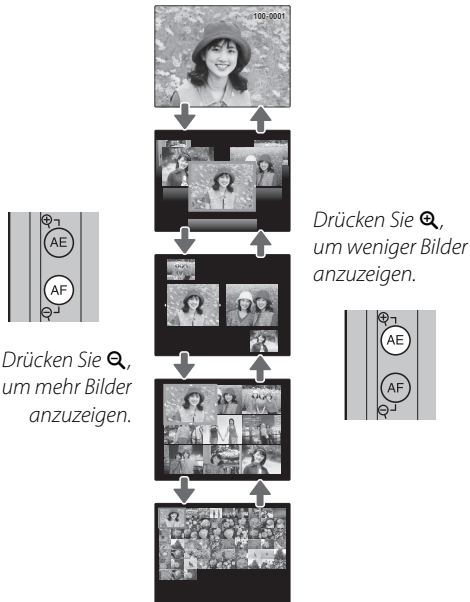 100-0001
Drücken Sie,
um weniger Bilder
anzuzeigen.
AE
AF
Drücken Sie,
um mehr Bilder
anzuzeigen.
AE
AF